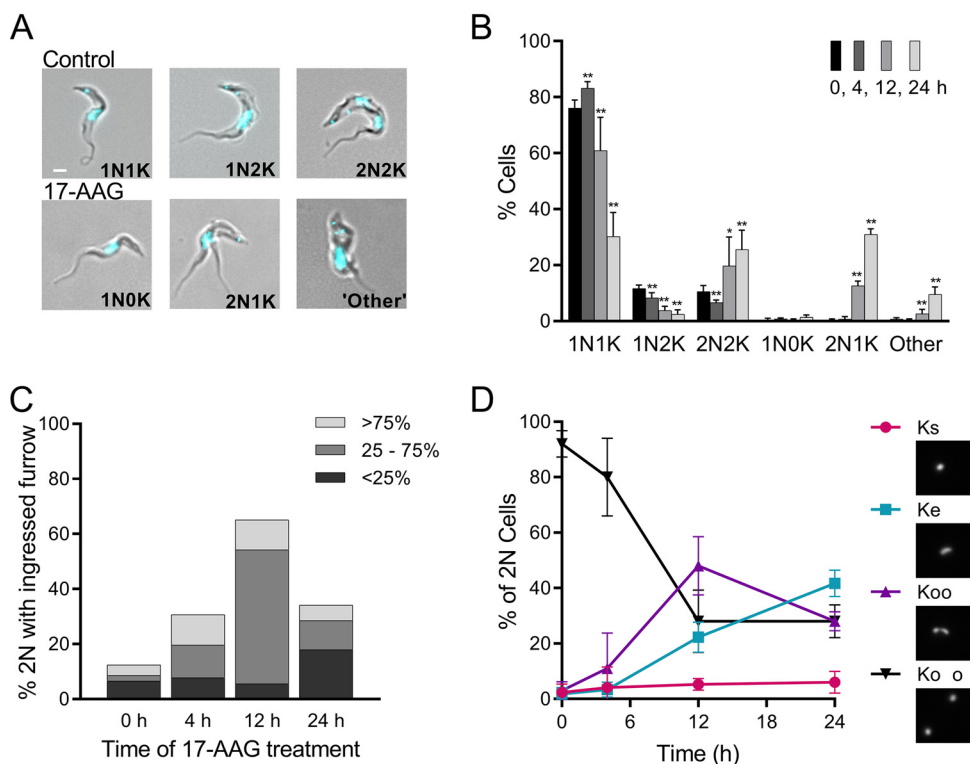 A
Control
1N1K
1N2K
2N2K
17-AAG
1N0K
2N1K
'Other'
B
% Cells
100
80
60
40
20
0
0, 4, 12, 24 h
**
**
**
**
**
**
**
**
*
**
**
**
**
**
1N1K 1N2K 2N2K 1N0K 2N1K Other
C
% 2N with ingressed furrow
100
80
60
40
20
0
>75%
25 - 75%
<25%
0 h 4 h 12 h 24 h
Time of 17-AAG treatment
D
% of 2N Cells
100
80
60
40
20
0
0 6 12 18 24
Time (h)
Ks
Ke
Koo
Ko o